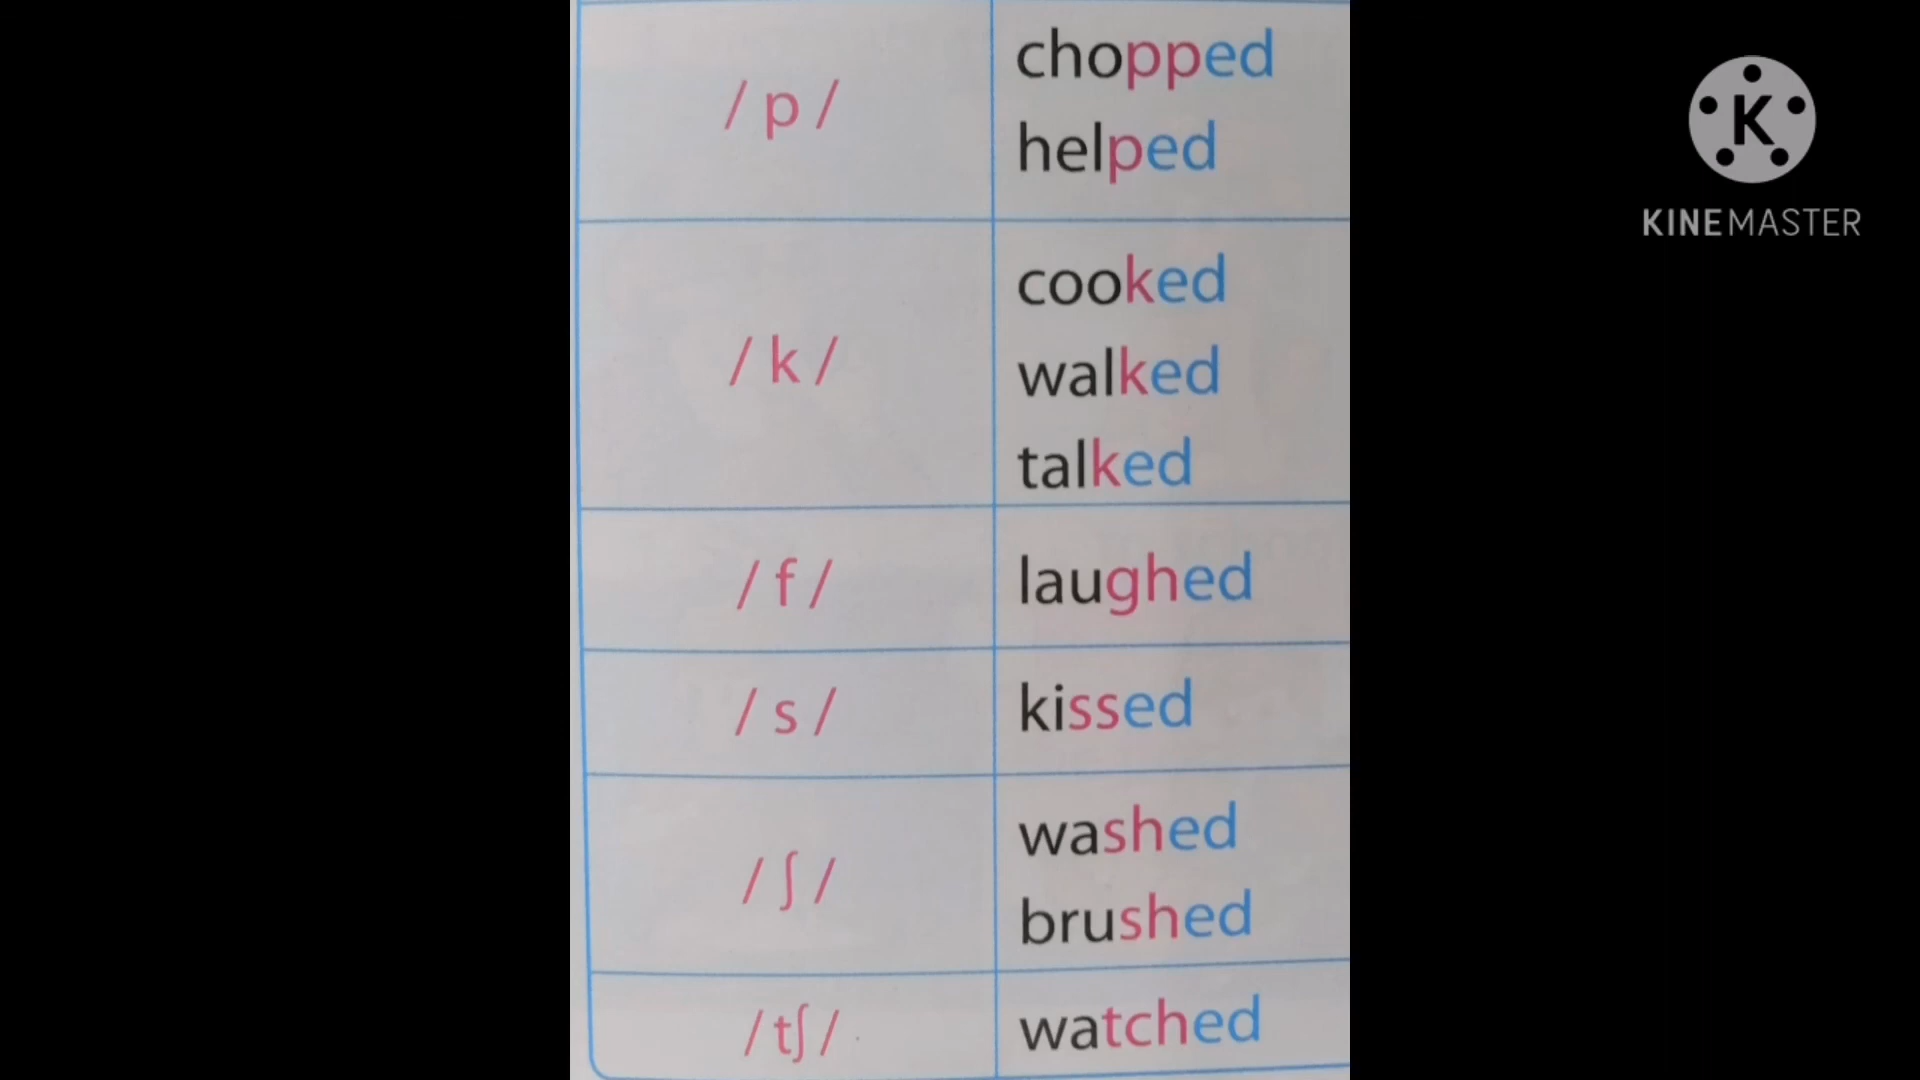 / p /
chopped
helped
/ k /
cooked
walked
talked
/ f /
laughed
/ s /
kissed
/ ʃ /
washed
brushed
/ tʃ /
watched
K
KINEMASTER